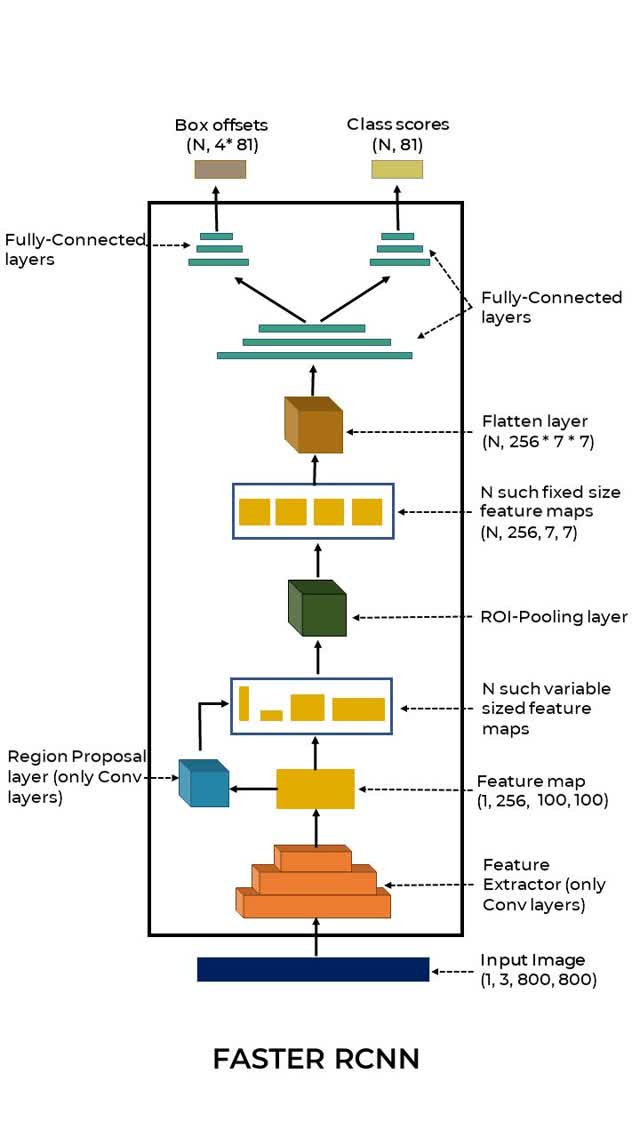 Box offsets
(N, 4* 81)
Class scores
(N, 81)
Fully-Connected
layers
Fully-Connected
layers
Flatten layer
(N, 256 * 7 * 7)
N such fixed size
feature maps
(N, 256, 7, 7)
ROI-Pooling layer
N such variable
sized feature
maps
Region Proposal
layer (only Conv
layers)
Feature map
(1, 256, 100, 100)
Feature
Extractor (only
Conv layers)
Input Image
(1, 3, 800, 800)
FASTER RCNN